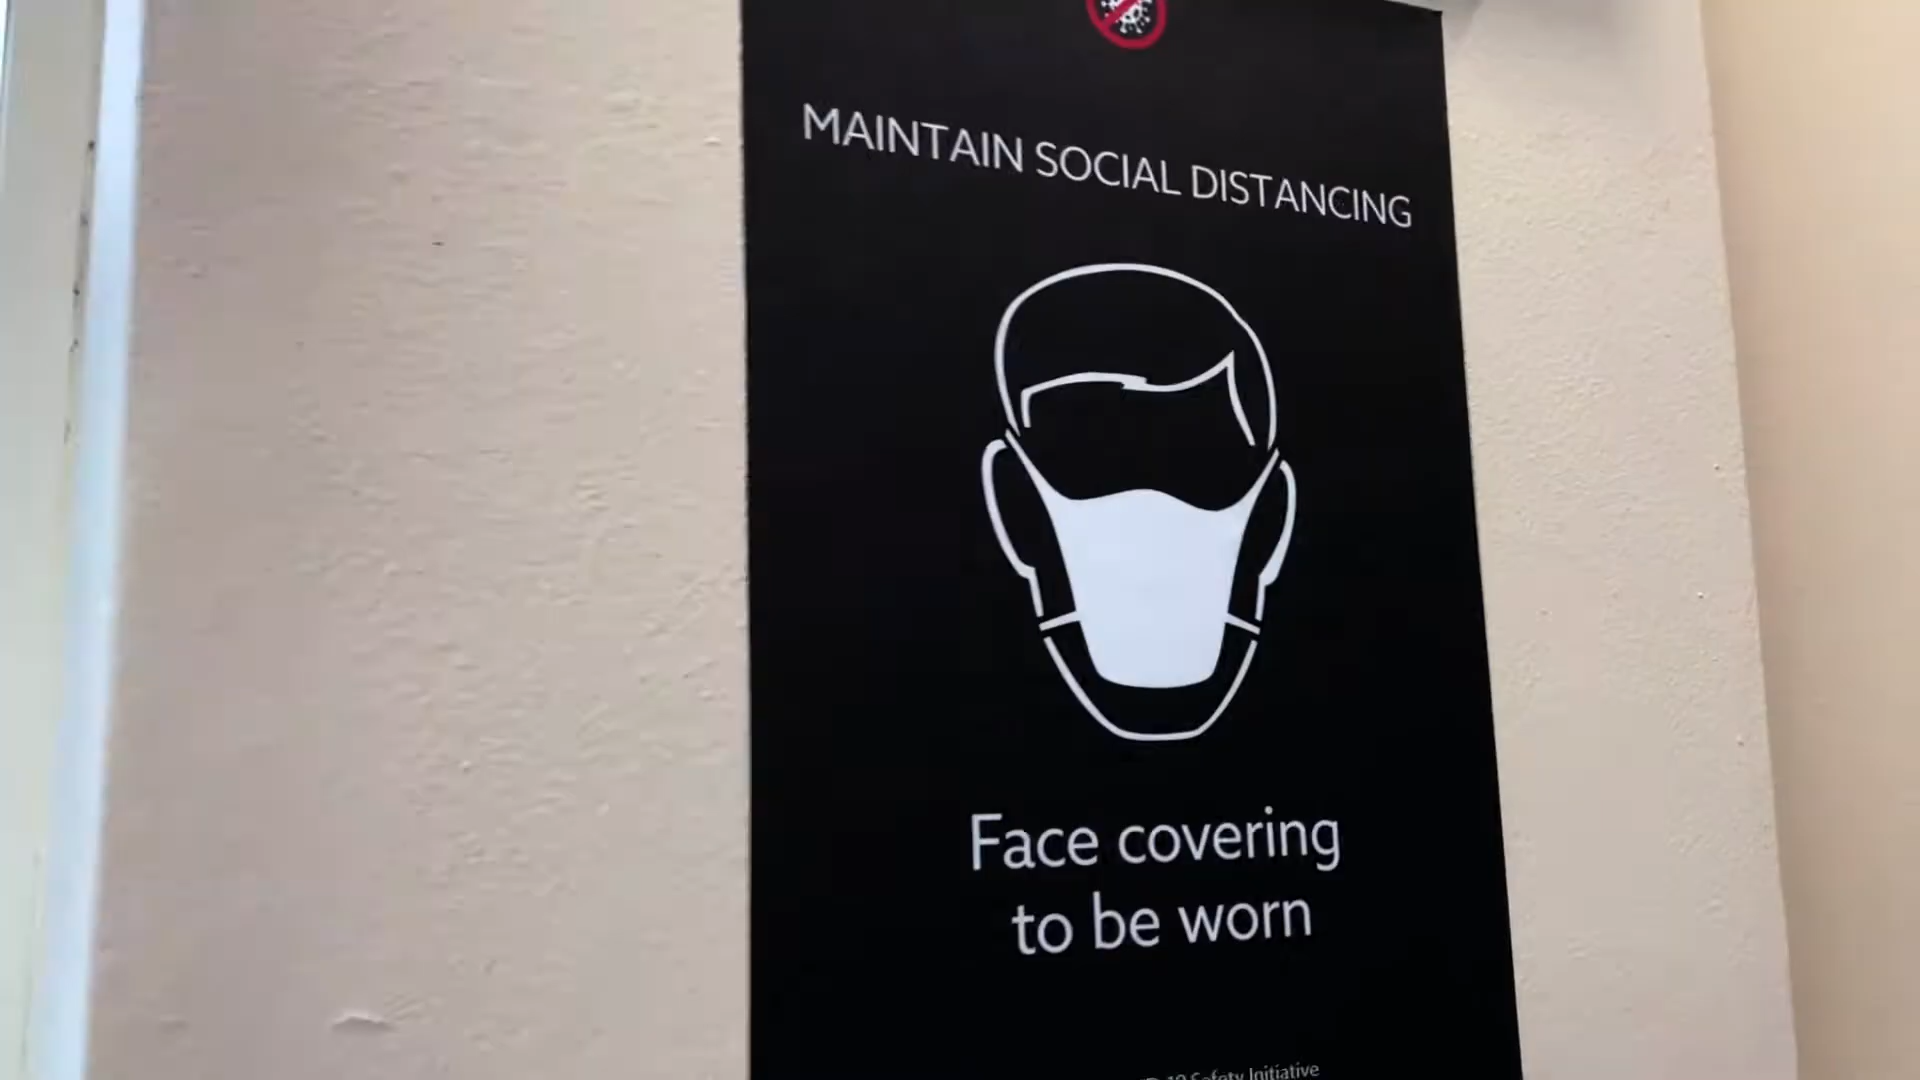 MAINTAIN SOCIAL DISTANCING
Face covering
to be worn
Safety Initiative